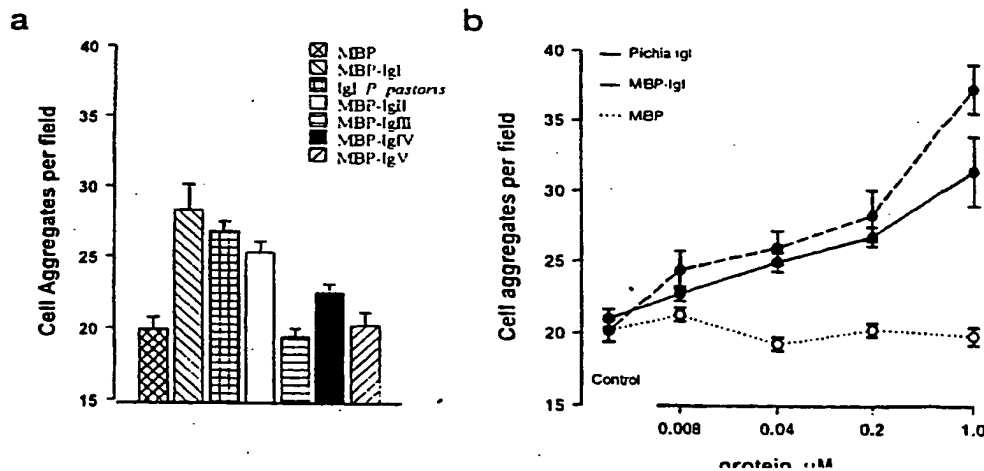 a
40
35
30
25
20
15
Cell Aggregates per field
MBP
MBP-IgI
IgI P pastoris
MBP-IgII
MBP-IgIII
MBP-IgIV
MBP-IgV
b
40
35
30
25
20
15
Cell aggregates per field
Pichia IgI
MBP-IgI
MBP
Control
0.008
0.04
0.2
1.0
protein, µM